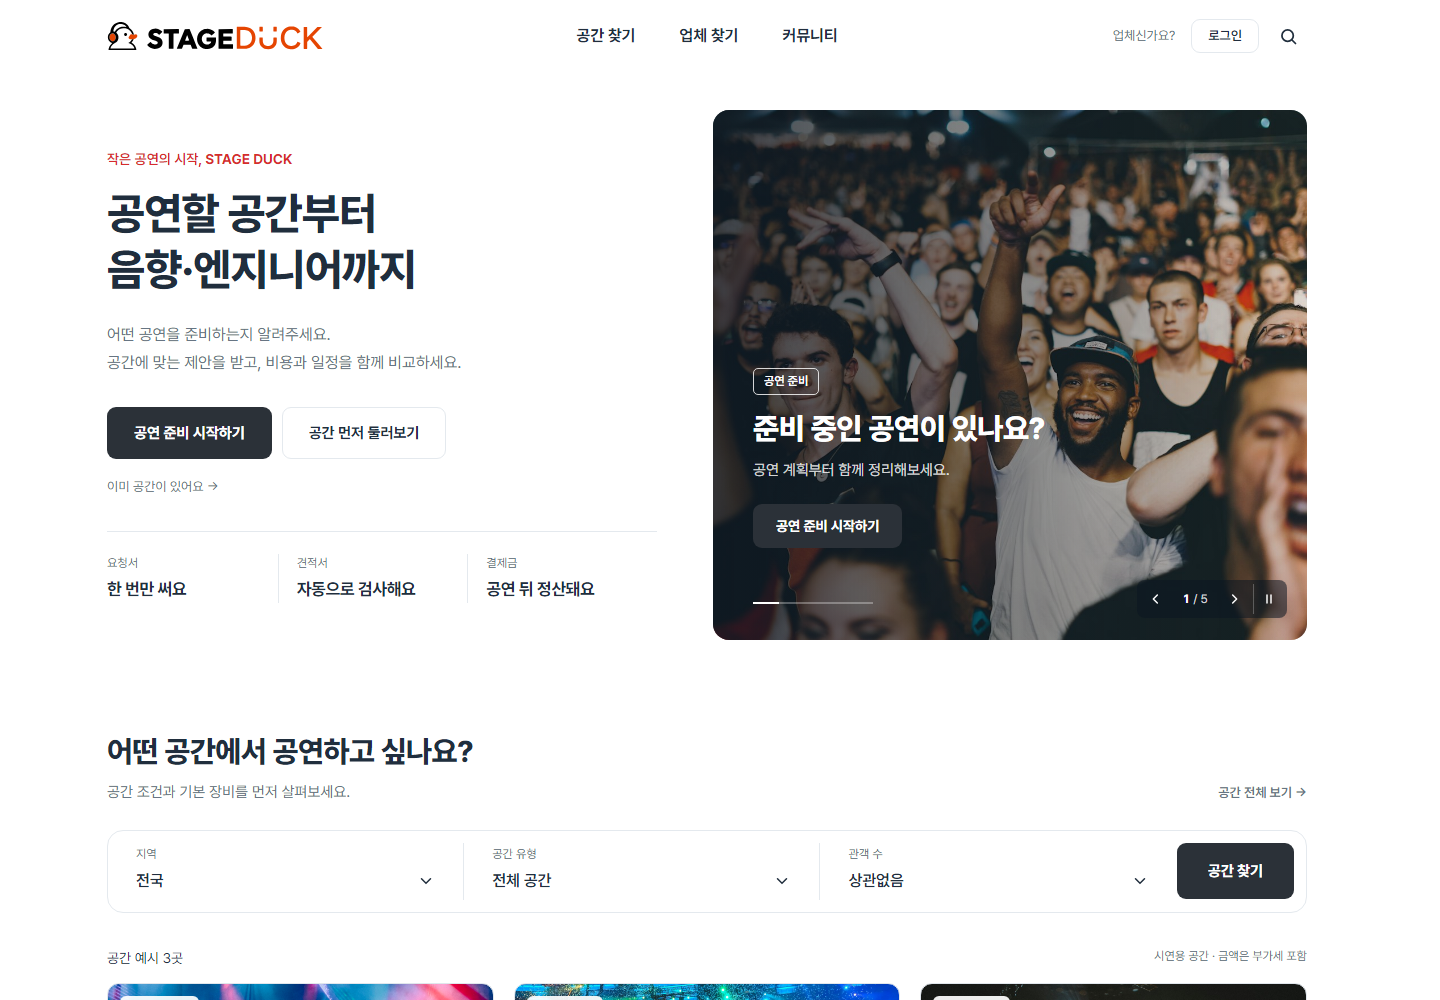 STAGEDUCK
공간 찾기
업체 찾기
커뮤니티
업체신가요?
로그인
작은 공연의 시작, STAGE DUCK
공연할 공간부터
음향·엔지니어까지
어떤 공연을 준비하는지 알려주세요.
공간에 맞는 제안을 받고, 비용과 일정을 함께 비교하세요.
공연 준비 시작하기
공간 먼저 둘러보기
이미 공간이 있어요 →
요청서
한 번만 써요
견적서
자동으로 검사해요
결제금
공연 뒤 정산돼요
공연 준비
준비 중인 공연이 있나요?
공연 계획부터 함께 정리해보세요.
공연 준비 시작하기
1 / 5
어떤 공간에서 공연하고 싶나요?
공간 조건과 기본 장비를 먼저 살펴보세요.
공간 전체 보기 →
지역
전국
공간 유형
전체 공간
관객 수
상관없음
공간 찾기
공간 예시 3곳
시연용 공간 · 금액은 부가세 포함